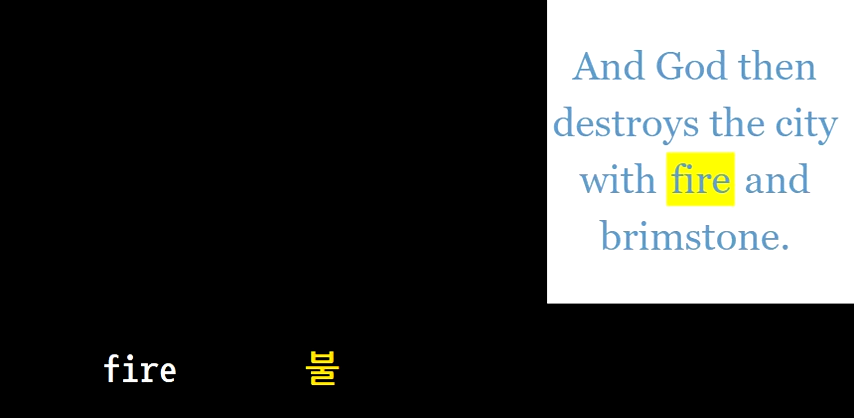 And God then
destroys the city
with fire and
brimstone.
fire 불